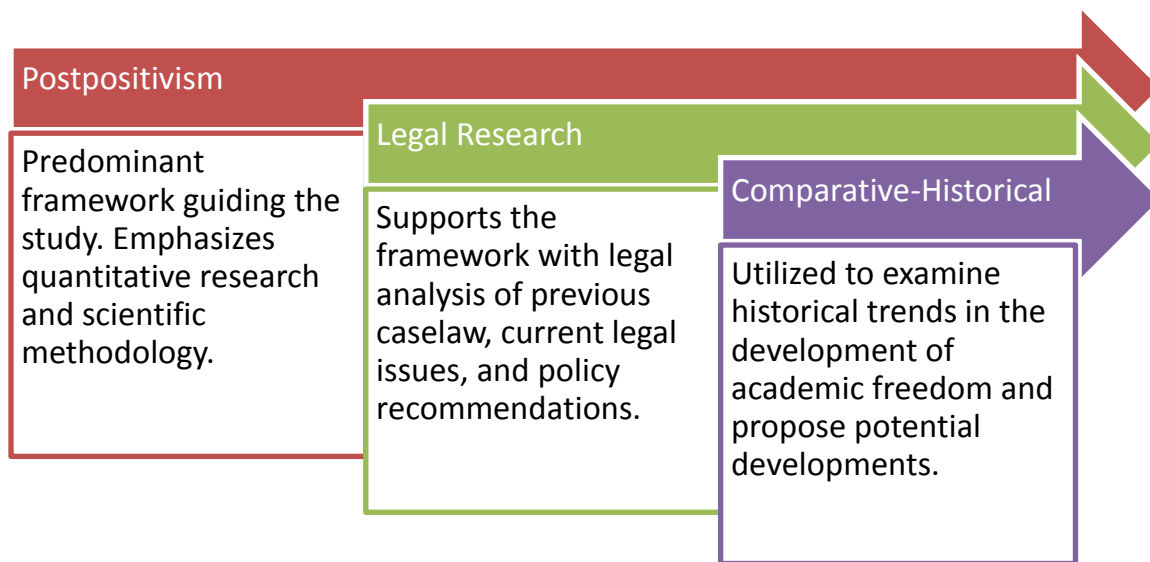 Postpositivism
Predominant
framework guiding the
study. Emphasizes
quantitative research
and scientific
methodology.
Legal Research
Supports the
framework with legal
analysis of previous
caselaw, current legal
issues, and policy
recommendations.
Comparative-Historical
Utilized to examine
historical trends in the
development of
academic freedom and
propose potential
developments.